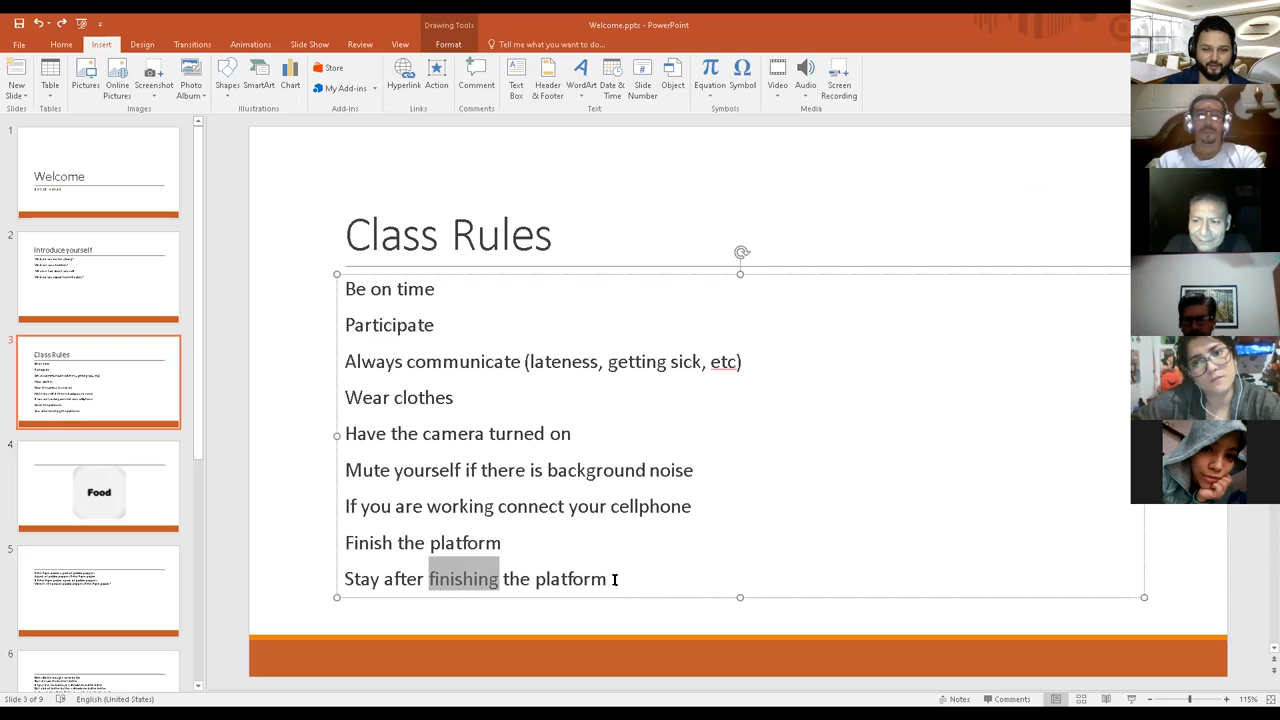 Drawing Tools
Welcome.pptx - PowerPoint
File Home Insert Design Transitions Animations Slide Show Review View Format Tell me what you want to do...
New Slide Table Pictures Online Pictures Screenshot Photo Album Shapes SmartArt Chart Store My Add-ins Hyperlink Action Comment Text Box Header & Footer WordArt Date & Time Slide Number Object Equation Symbol Video Audio Screen Recording
Slides Tables Images Illustrations Add-ins Links Comments Text Symbols Media
1
Welcome
2
Introduce yourself
3
Class Rules
4
Food
5
6
Class Rules
Be on time
Participate
Always communicate (lateness, getting sick, etc)
Wear clothes
Have the camera turned on
Mute yourself if there is background noise
If you are working connect your cellphone
Finish the platform
Stay after finishing the platform
Slide 3 of 9 English (United States) Notes Comments 115%